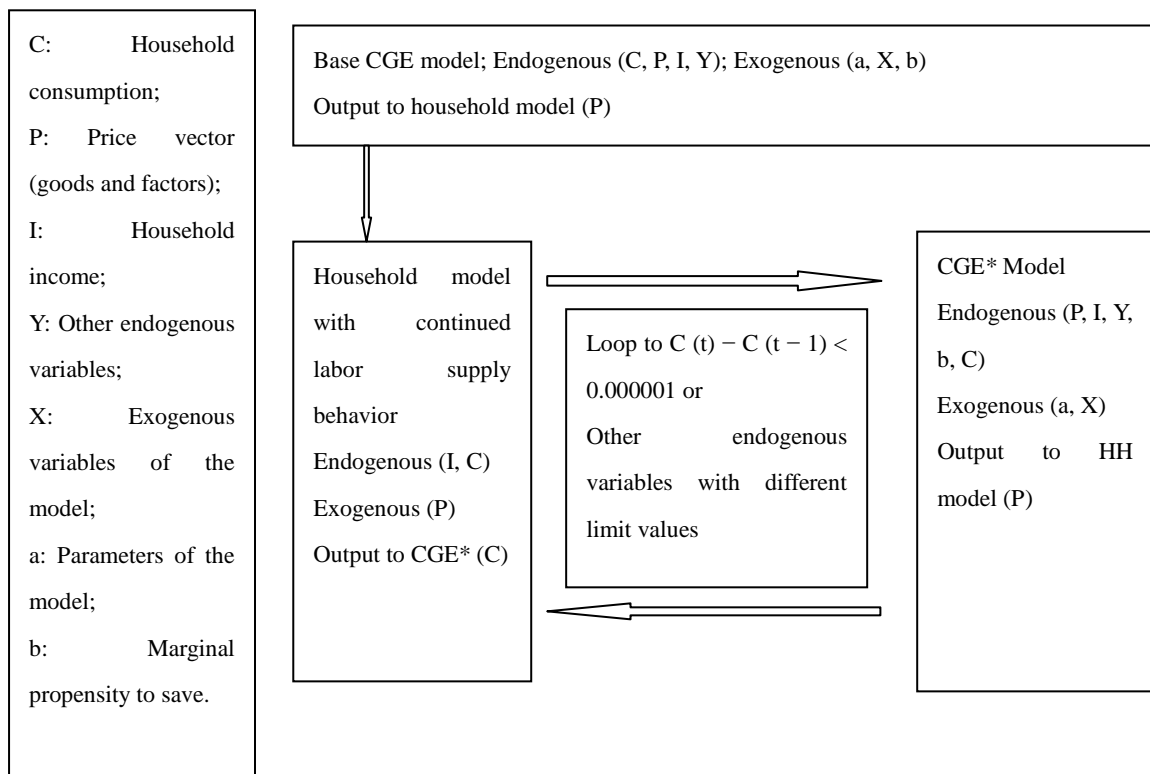 C: Household
consumption;
P: Price vector
(goods and factors);
I: Household
income;
Y: Other endogenous
variables;
X: Exogenous
variables of the
model;
a: Parameters of the
model;
b: Marginal
propensity to save.
Base CGE model; Endogenous (C, P, I, Y); Exogenous (a, X, b)
Output to household model (P)
Household model
with continued
labor supply
behavior
Endogenous (I, C)
Exogenous (P)
Output to CGE* (C)
Loop to C (t) − C (t − 1) <
0.000001 or
Other endogenous
variables with different
limit values
CGE* Model
Endogenous (P, I, Y,
b, C)
Exogenous (a, X)
Output to HH
model (P)